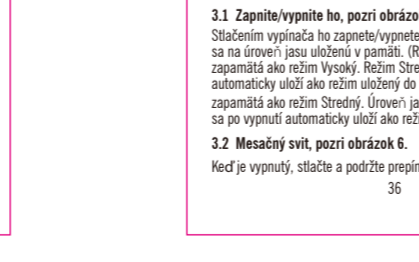 3.1 Zapnite/vypnite ho, pozri obrázo
Stlačením vypínača ho zapnete/vypnete
sa na úroveň jasu uloženú v pamäti. (R
zapamätá ako režim Vysoký. Režim Stre
automaticky uloží ako režim uložený do
zapamätá ako režim Stredný. Úroveň ja
sa po vypnutí automaticky uloží ako reži
3.2 Mesačný svit, pozri obrázok 6.
Keď je vypnutý, stlačte a podržte prepín
36